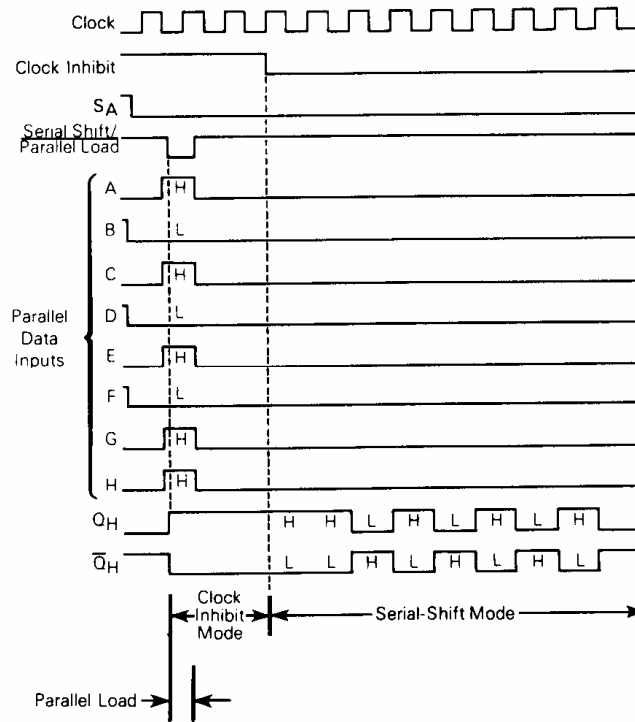 Clock
Clock Inhibit
SA
Serial Shift/
Parallel Load
A H
B L
C H
D L
Parallel
Data
Inputs
E H
F L
G H
H H
QH H H L H L H L H
Q̅H L L H L H L H L
Clock
Inhibit
Mode
Serial-Shift Mode
Parallel Load